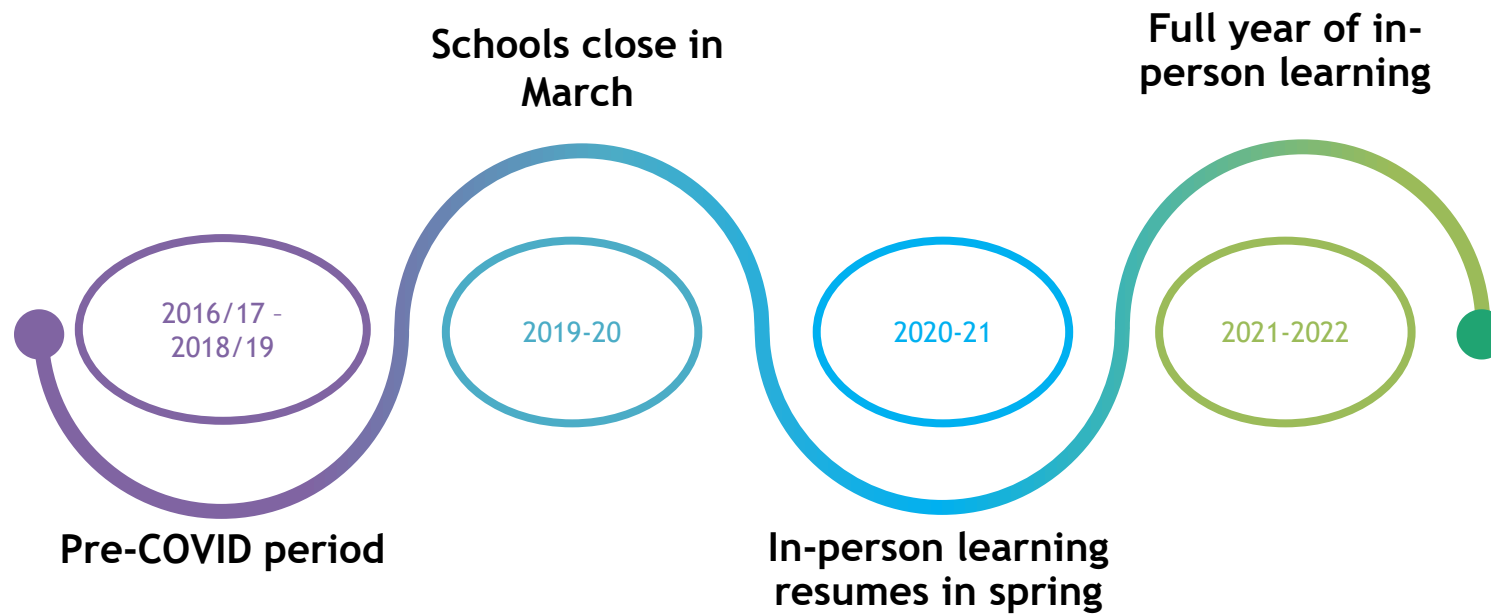 Schools close in
March
Full year of in-
person learning
2016/17 –
2018/19
2019-20
2020-21
2021-2022
Pre-COVID period
In-person learning
resumes in spring